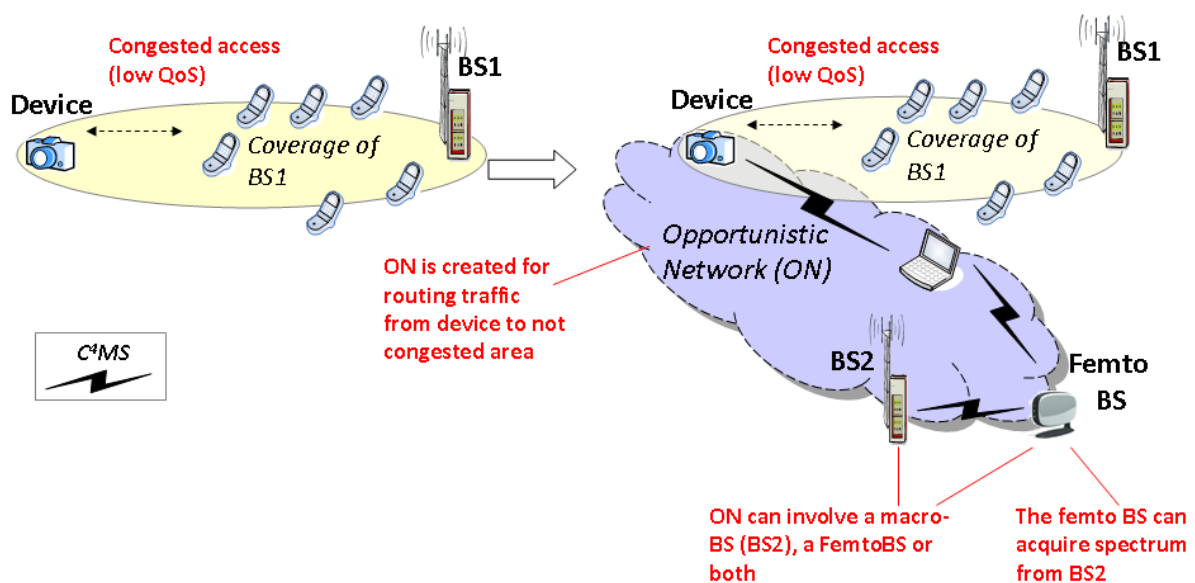 Congested access
(low QoS)
BS1
Device
Coverage of
BS1
Congested access
(low QoS)
BS1
Device
Coverage of
BS1
Opportunistic
Network (ON)
ON is created for
routing traffic
from device to not
congested area
C⁴MS
BS2
Femto
BS
ON can involve a macro-
BS (BS2), a FemtoBS or
both
The femto BS can
acquire spectrum
from BS2